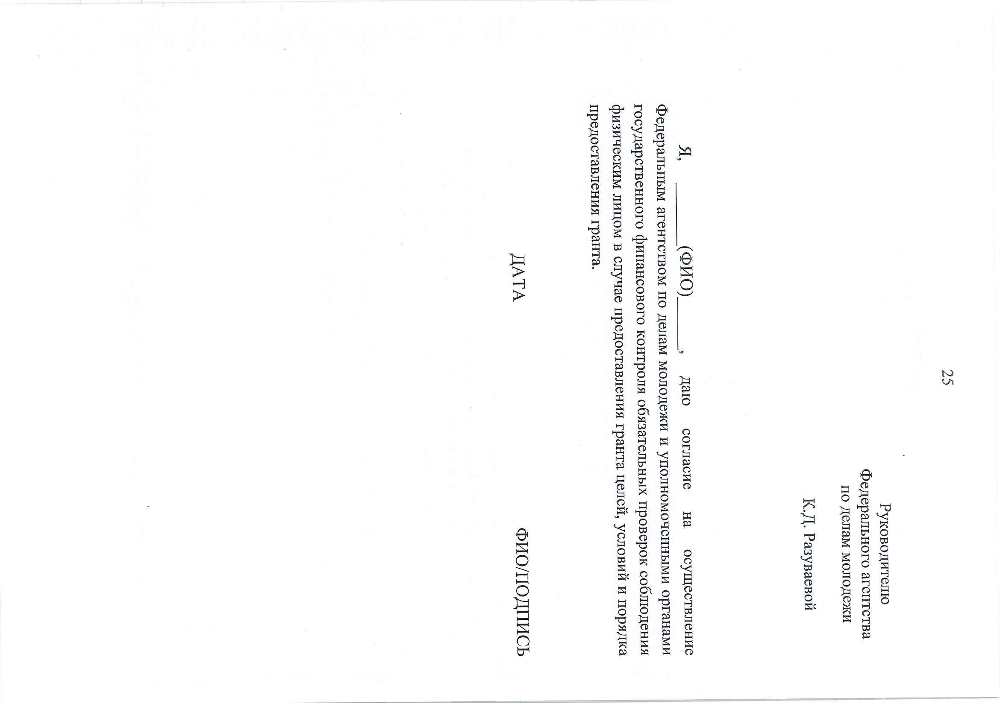 25
Руководителю
Федерального агентства
по делам молодежи
К.Д. Разуваевой
Я, ________(ФИО)_______, даю согласие на осуществление
Федеральным агентством по делам молодежи и уполномоченными органами
государственного финансового контроля обязательных проверок соблюдения
физическим лицом в случае предоставления гранта целей, условий и порядка
предоставления гранта.
ДАТА ФИО/ПОДПИСЬ